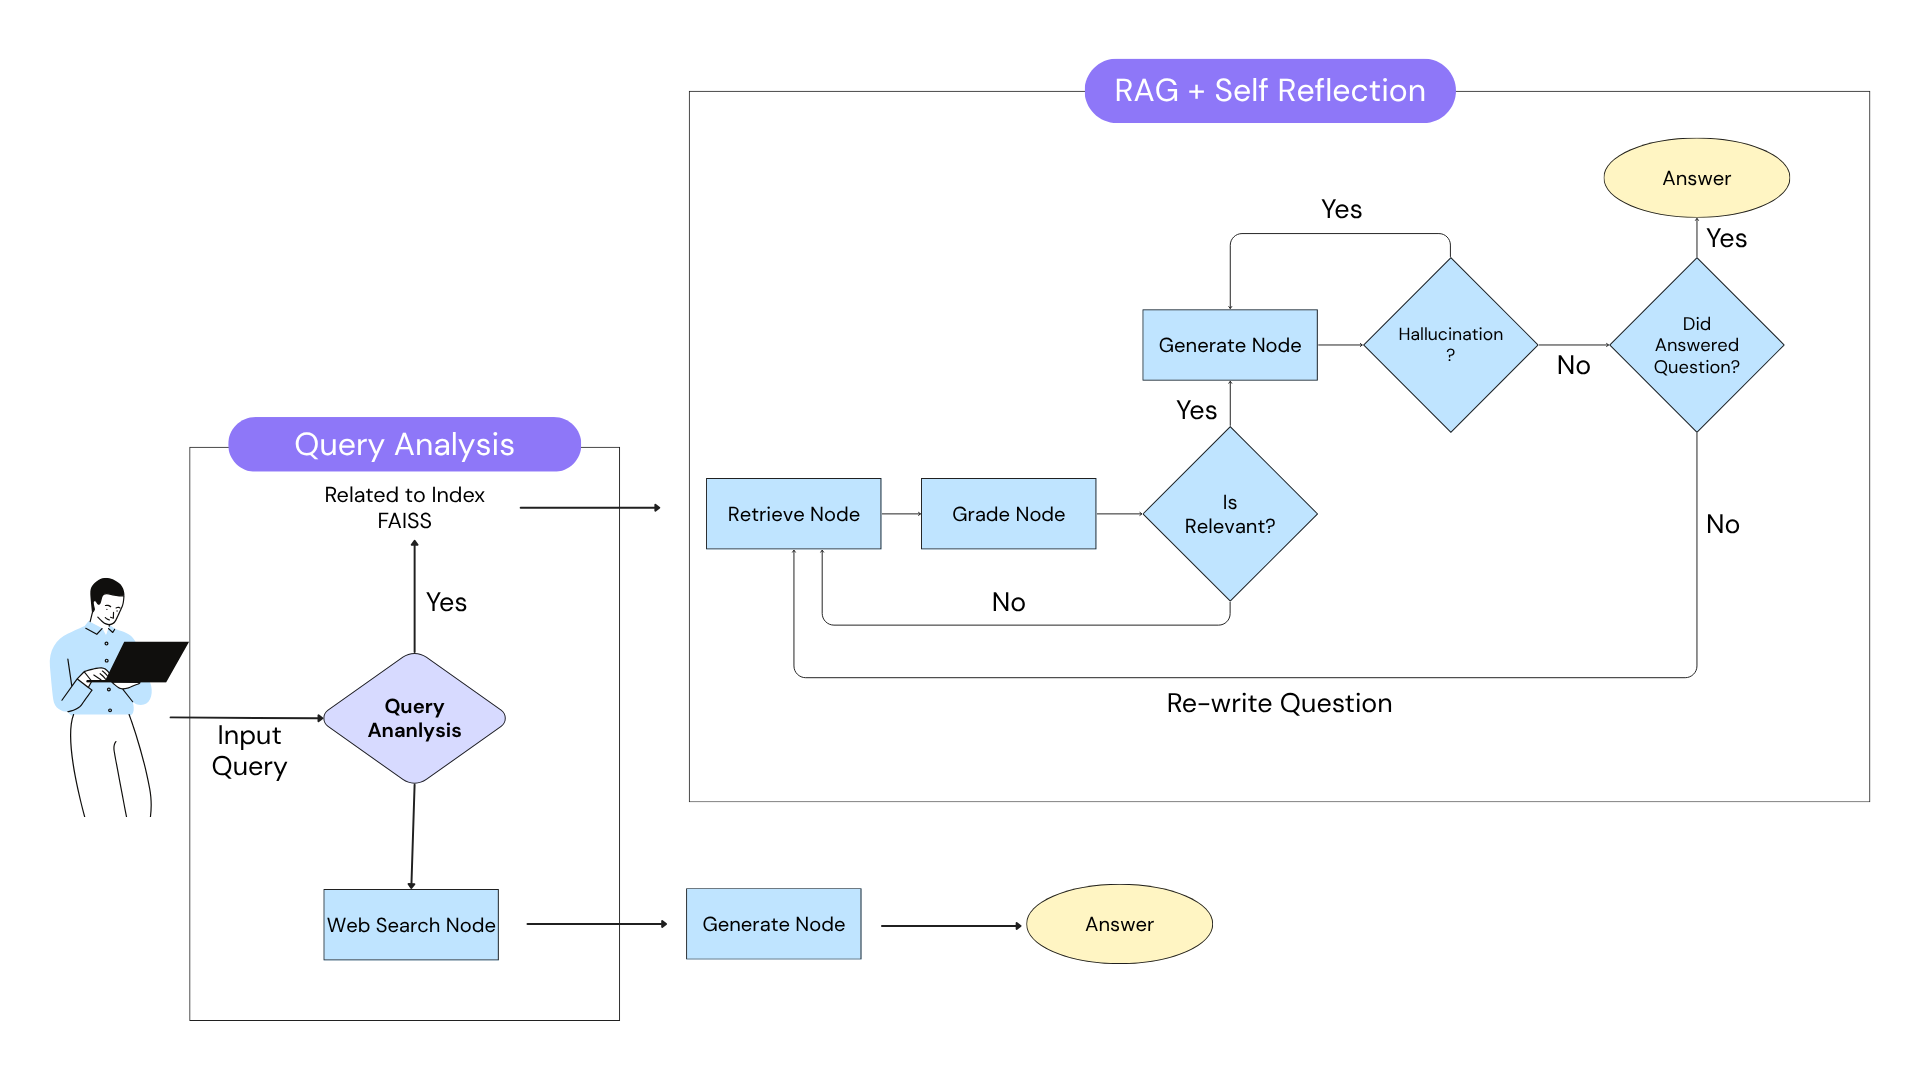 RAG + Self Reflection
Answer
Yes
Yes
Generate Node
Hallucination
?
No
Did
Answered
Question?
Yes
Retrieve Node
Grade Node
Is
Relevant?
No
No
Re-write Question
Query Analysis
Related to Index
FAISS
Yes
Query
Ananlysis
Input
Query
Web Search Node
Generate Node
Answer